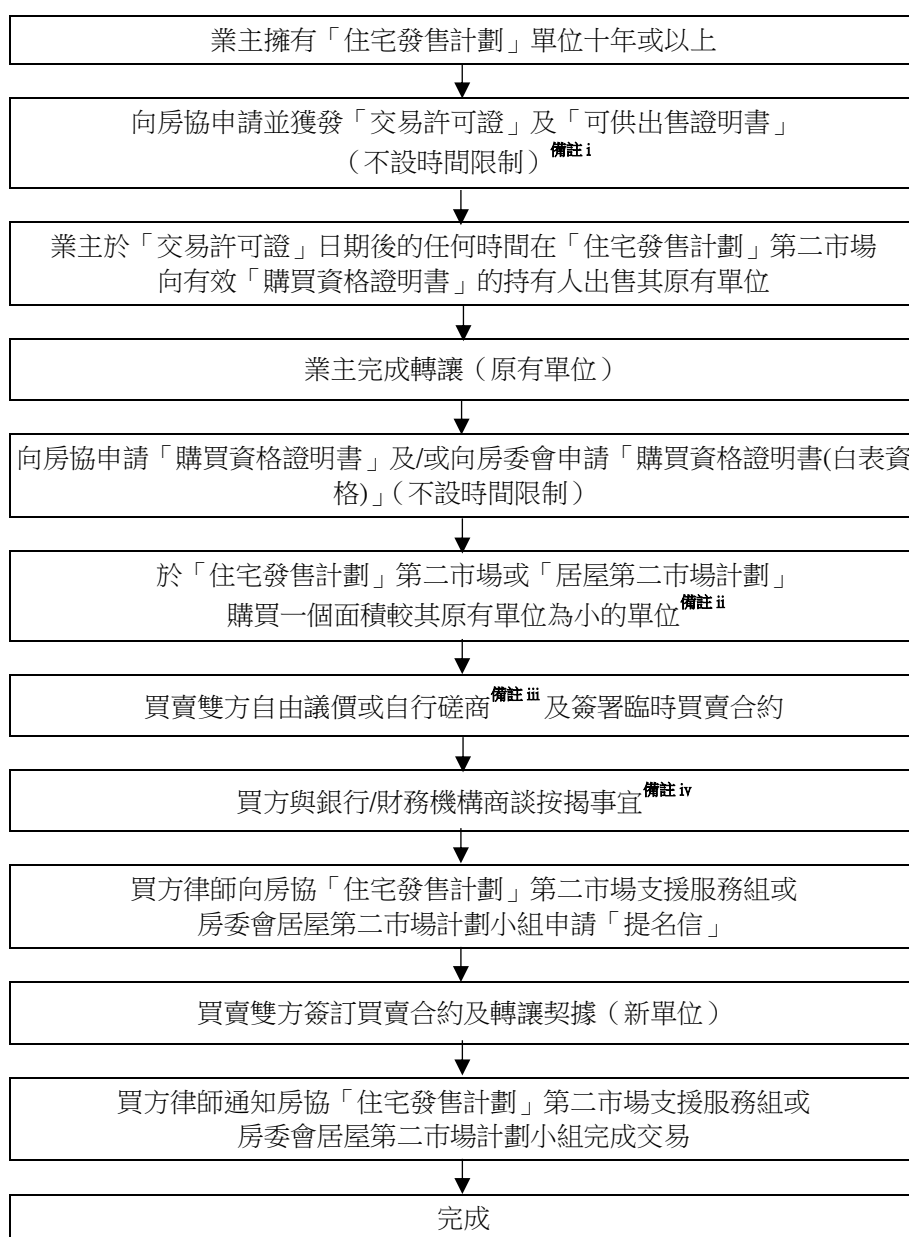 業主擁有「住宅發售計劃」單位十年或以上
向房協申請並獲發「交易許可證」及「可供出售證明書」
（不設時間限制）備註 i
業主於「交易許可證」日期後的任何時間在「住宅發售計劃」第二市場
向有效「購買資格證明書」的持有人出售其原有單位
業主完成轉讓（原有單位）
向房協申請「購買資格證明書」及/或向房委會申請「購買資格證明書(白表資
格)」（不設時間限制）
於「住宅發售計劃」第二市場或「居屋第二市場計劃」
購買一個面積較其原有單位為小的單位備註 ii
買賣雙方自由議價或自行磋商備註 iii 及簽署臨時買賣合約
買方與銀行/財務機構商談按揭事宜備註 iv
買方律師向房協「住宅發售計劃」第二市場支援服務組或
房委會居屋第二市場計劃小組申請「提名信」
買賣雙方簽訂買賣合約及轉讓契據（新單位）
買方律師通知房協「住宅發售計劃」第二市場支援服務組或
房委會居屋第二市場計劃小組完成交易
完成